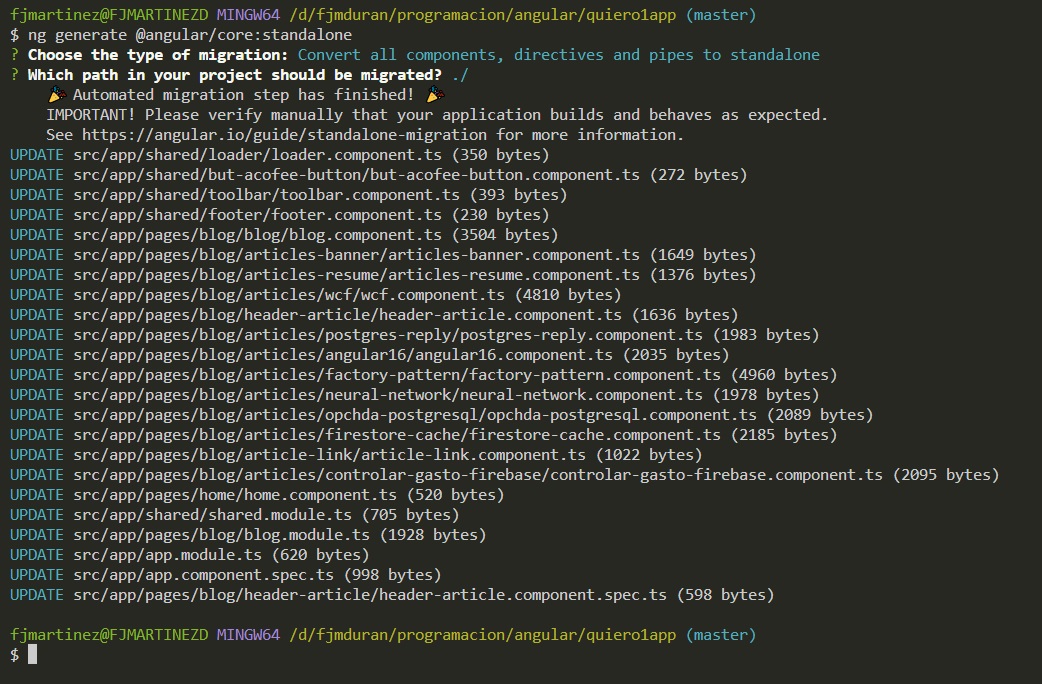 fjmartinez@FJMARTINEZD MINGW64 /d/fjmduran/programacion/angular/quiero1app (master)
$ ng generate @angular/core:standalone
? Choose the type of migration: Convert all components, directives and pipes to standalone
? Which path in your project should be migrated? ./
🎉 Automated migration step has finished! 🎉
IMPORTANT! Please verify manually that your application builds and behaves as expected.
See https://angular.io/guide/standalone-migration for more information.
UPDATE src/app/shared/loader/loader.component.ts (350 bytes)
UPDATE src/app/shared/but-acofee-button/but-acofee-button.component.ts (272 bytes)
UPDATE src/app/shared/toolbar/toolbar.component.ts (393 bytes)
UPDATE src/app/shared/footer/footer.component.ts (230 bytes)
UPDATE src/app/pages/blog/blog/blog.component.ts (3504 bytes)
UPDATE src/app/pages/blog/articles-banner/articles-banner.component.ts (1649 bytes)
UPDATE src/app/pages/blog/articles-resume/articles-resume.component.ts (1376 bytes)
UPDATE src/app/pages/blog/articles/wcf/wcf.component.ts (4810 bytes)
UPDATE src/app/pages/blog/header-article/header-article.component.ts (1636 bytes)
UPDATE src/app/pages/blog/articles/postgres-reply/postgres-reply.component.ts (1983 bytes)
UPDATE src/app/pages/blog/articles/angular16/angular16.component.ts (2035 bytes)
UPDATE src/app/pages/blog/articles/factory-pattern/factory-pattern.component.ts (4960 bytes)
UPDATE src/app/pages/blog/articles/neural-network/neural-network.component.ts (1978 bytes)
UPDATE src/app/pages/blog/articles/opchda-postgresql/opchda-postgresql.component.ts (2089 bytes)
UPDATE src/app/pages/blog/articles/firestore-cache/firestore-cache.component.ts (2185 bytes)
UPDATE src/app/pages/blog/article-link/article-link.component.ts (1022 bytes)
UPDATE src/app/pages/blog/articles/controlar-gasto-firebase/controlar-gasto-firebase.component.ts (2095 bytes)
UPDATE src/app/pages/home/home.component.ts (520 bytes)
UPDATE src/app/shared/shared.module.ts (705 bytes)
UPDATE src/app/pages/blog/blog.module.ts (1928 bytes)
UPDATE src/app/app.module.ts (620 bytes)
UPDATE src/app/app.component.spec.ts (998 bytes)
UPDATE src/app/pages/blog/header-article/header-article.component.spec.ts (598 bytes)
fjmartinez@FJMARTINEZD MINGW64 /d/fjmduran/programacion/angular/quiero1app (master)
$